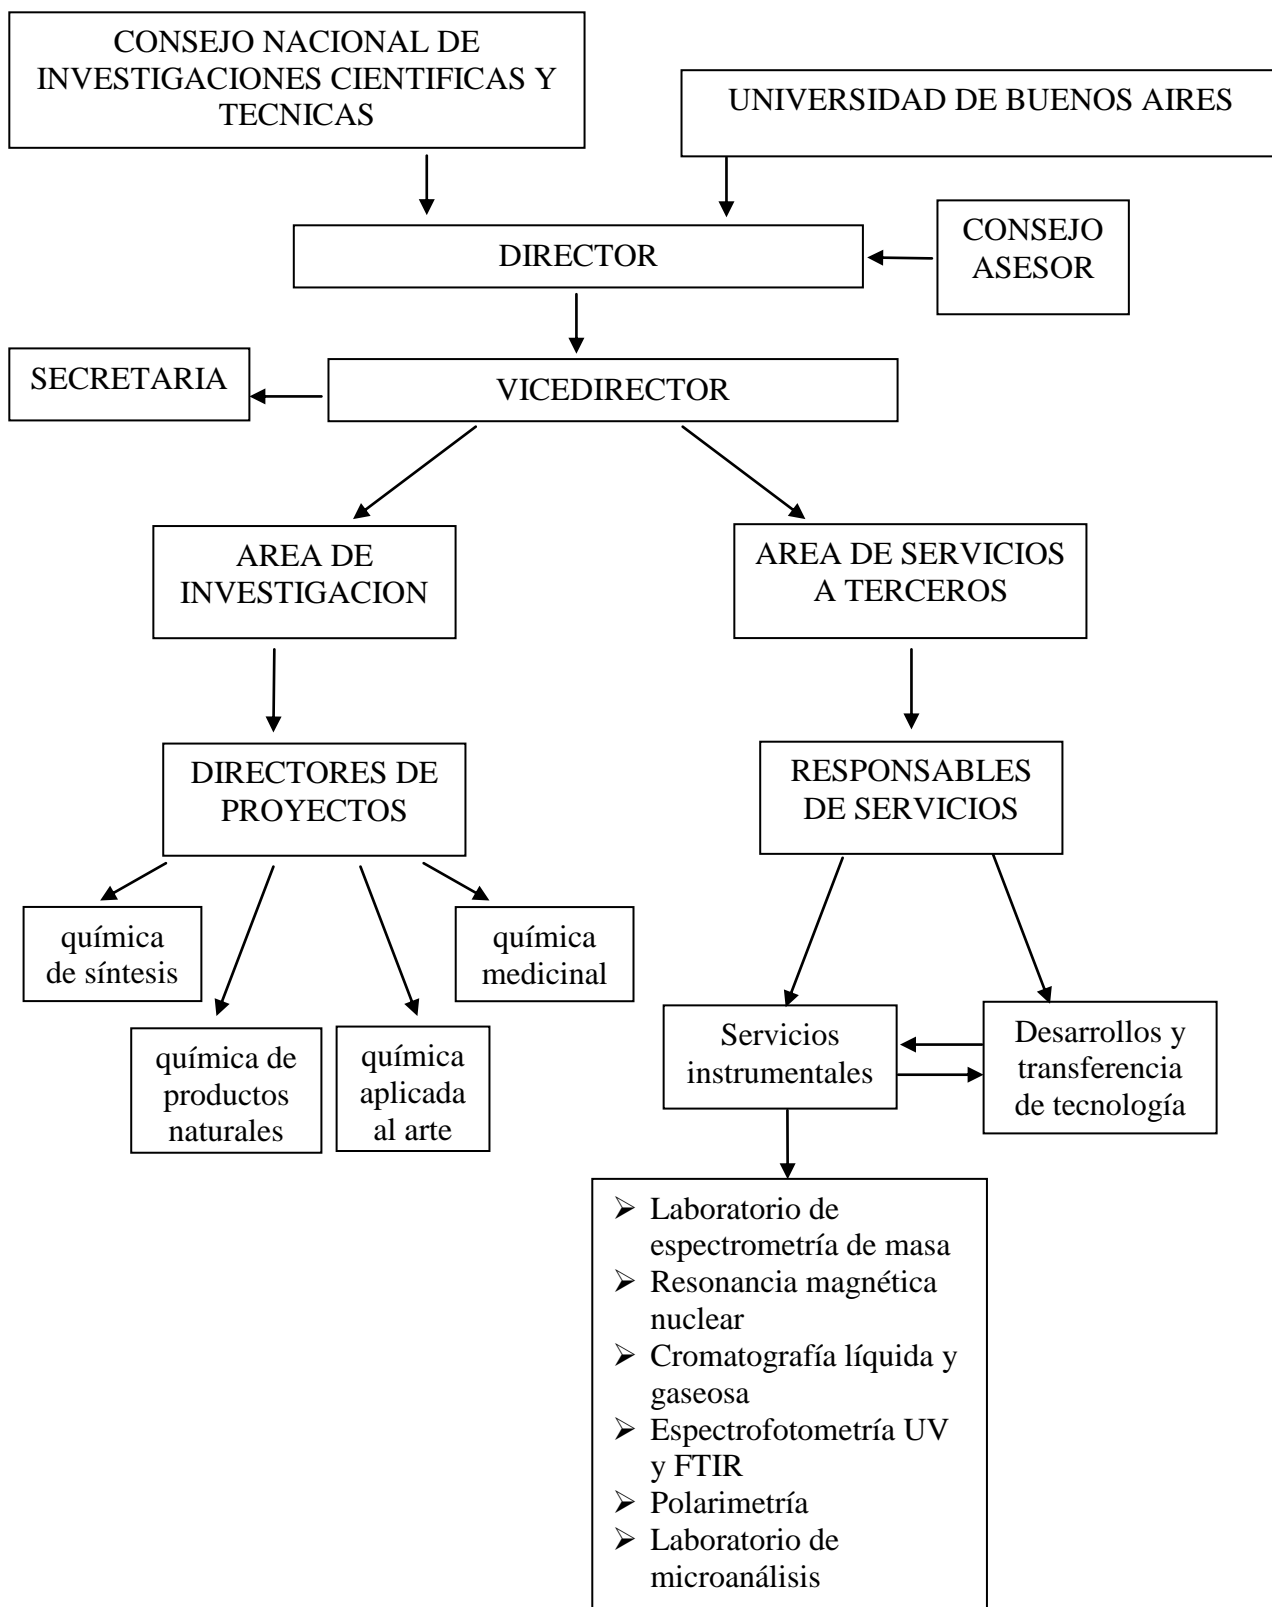 CONSEJO NACIONAL DE
INVESTIGACIONES CIENTIFICAS Y
TECNICAS
UNIVERSIDAD DE BUENOS AIRES
CONSEJO
ASESOR
DIRECTOR
SECRETARIA
VICEDIRECTOR
AREA DE
INVESTIGACION
AREA DE SERVICIOS
A TERCEROS
DIRECTORES DE
PROYECTOS
RESPONSABLES
DE SERVICIOS
química
de síntesis
química
medicinal
química de
productos
naturales
química
aplicada
al arte
Servicios
instrumentales
Desarrollos y
transferencia
de tecnología
➢ Laboratorio de
espectrometría de masa
➢ Resonancia magnética
nuclear
➢ Cromatografía líquida y
gaseosa
➢ Espectrofotometría UV
y FTIR
➢ Polarimetría
➢ Laboratorio de
microanálisis